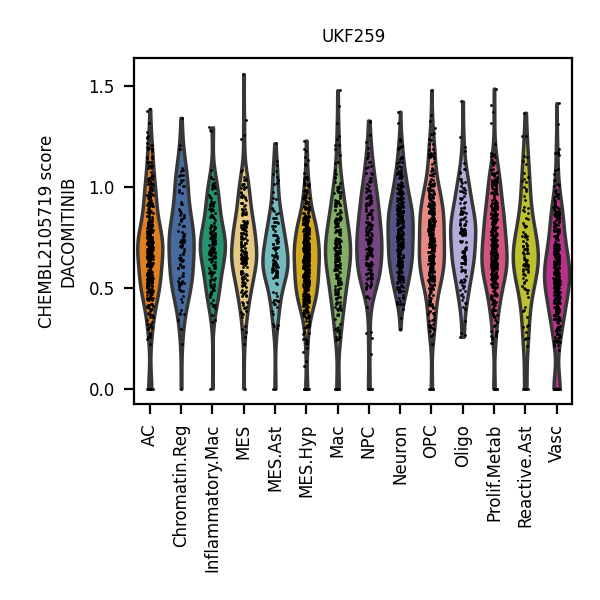 UKF259
CHEMBL2105719 score
DACOMITINIB
1.5
1.0
0.5
0.0
AC
Chromatin.Reg
Inflammatory.Mac
MES
MES.Ast
MES.Hyp
Mac
NPC
Neuron
OPC
Oligo
Prolif.Metab
Reactive.Ast
Vasc